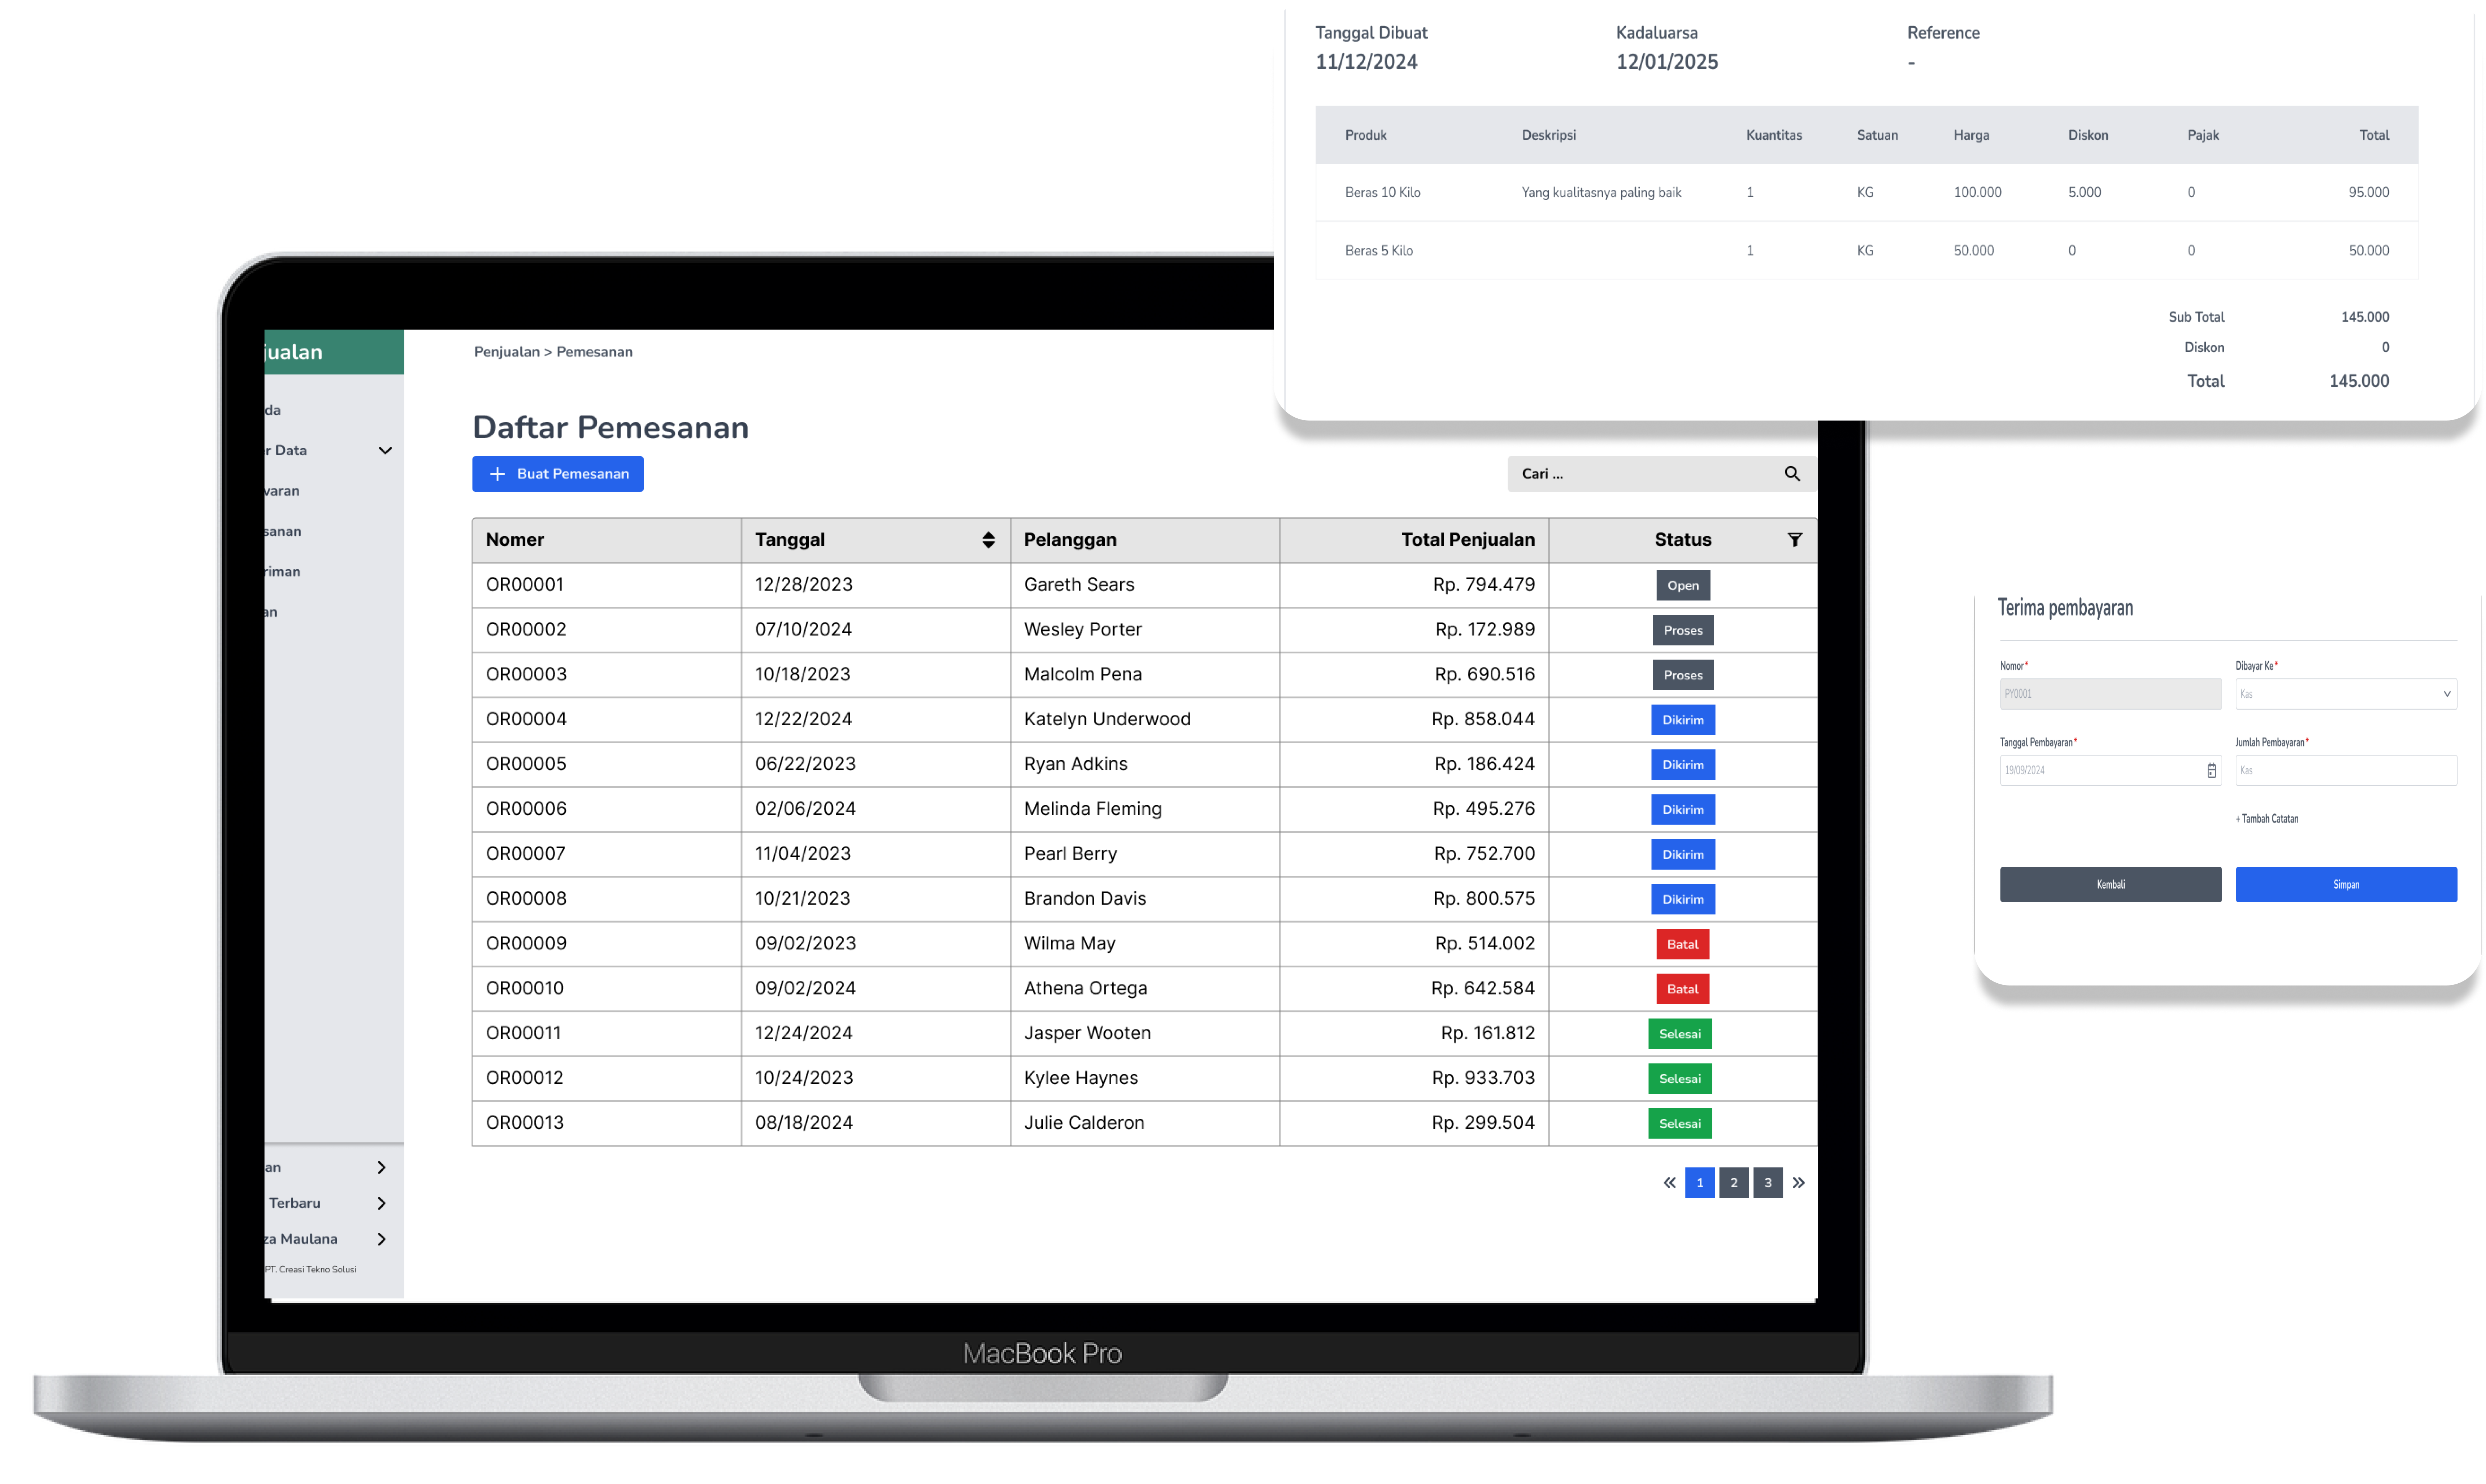 Tanggal Dibuat Kadaluarsa Reference
11/12/2024 12/01/2025 -
Produk Deskripsi Kuantitas Satuan Harga Diskon Pajak Total
Beras 10 Kilo Yang kualitasnya paling baik 1 KG 100.000 5.000 0 95.000
Beras 5 Kilo 1 KG 50.000 0 0 50.000
Sub Total 145.000
Diskon 0
Total 145.000
jualan
da
r Data
waran
sanan
riman
an
an
Terbaru
za Maulana
PT. Creasi Tekno Solusi
Penjualan > Pemesanan
Daftar Pemesanan
+ Buat Pemesanan
Cari ...
Nomer Tanggal Pelanggan Total Penjualan Status
OR00001 12/28/2023 Gareth Sears Rp. 794.479 Open
OR00002 07/10/2024 Wesley Porter Rp. 172.989 Proses
OR00003 10/18/2023 Malcolm Pena Rp. 690.516 Proses
OR00004 12/22/2024 Katelyn Underwood Rp. 858.044 Dikirim
OR00005 06/22/2023 Ryan Adkins Rp. 186.424 Dikirim
OR00006 02/06/2024 Melinda Fleming Rp. 495.276 Dikirim
OR00007 11/04/2023 Pearl Berry Rp. 752.700 Dikirim
OR00008 10/21/2023 Brandon Davis Rp. 800.575 Dikirim
OR00009 09/02/2023 Wilma May Rp. 514.002 Batal
OR00010 09/02/2024 Athena Ortega Rp. 642.584 Batal
OR00011 12/24/2024 Jasper Wooten Rp. 161.812 Selesai
OR00012 10/24/2023 Kylee Haynes Rp. 933.703 Selesai
OR00013 08/18/2024 Julie Calderon Rp. 299.504 Selesai
« 1 2 3 »
MacBook Pro
Terima pembayaran
Nomor* Dibayar Ke*
PY0001 Kas
Tanggal Pembayaran* Jumlah Pembayaran*
19/09/2024 Kas
+ Tambah Catatan
Kembali Simpan